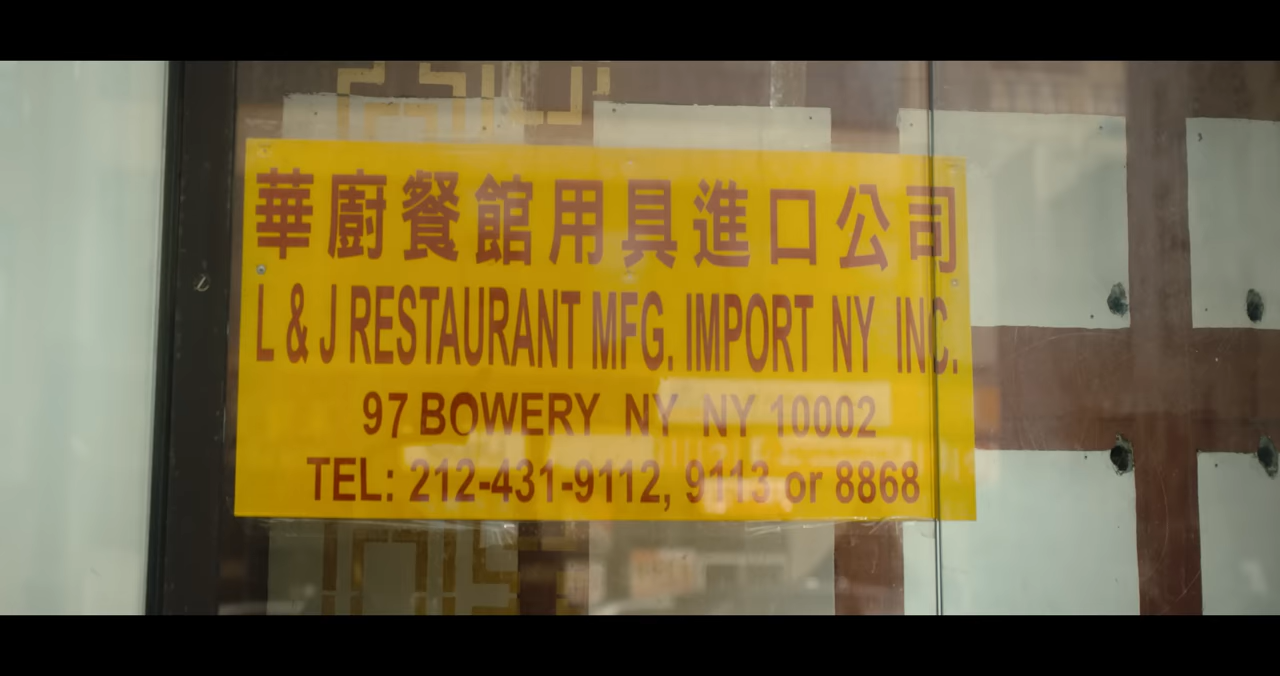 華廚餐館用具進口公司
L & J RESTAURANT MFG. IMPORT NY INC.
97 BOWERY NY NY 10002
TEL: 212-431-9112, 9113 or 8868